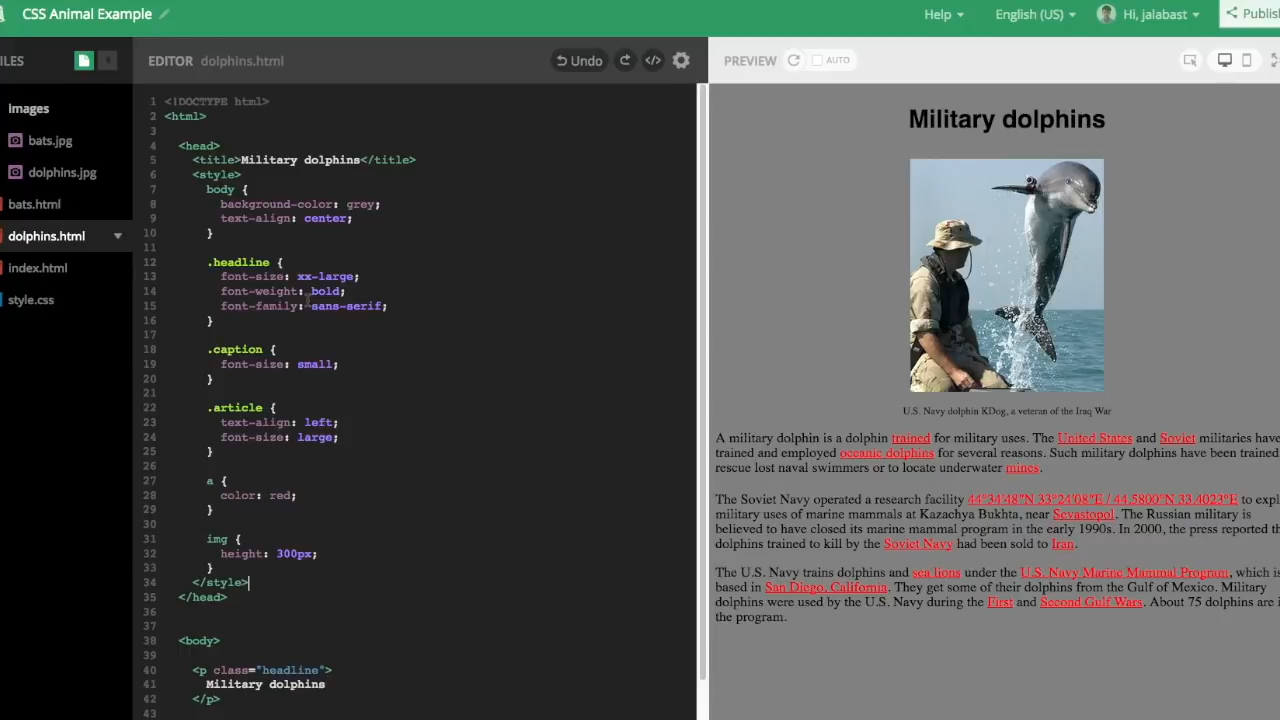 CSS Animal Example
Help
English (US)
Hi, jalabast
Publis
ILES
EDITOR dolphins.html
Undo
PREVIEW
AUTO
images
bats.jpg
dolphins.jpg
bats.html
dolphins.html
index.html
style.css
1 <!DOCTYPE html>
2 <html>
3
4 <head>
5 <title>Military dolphins</title>
6 <style>
7 body {
8 background-color: grey;
9 text-align: center;
10 }
11
12 .headline {
13 font-size: xx-large;
14 font-weight: bold;
15 font-family: sans-serif;
16 }
17
18 .caption {
19 font-size: small;
20 }
21
22 .article {
23 text-align: left;
24 font-size: large;
25 }
26
27 a {
28 color: red;
29 }
30
31 img {
32 height: 300px;
33 }
34 </style>
35 </head>
36
37
38 <body>
39
40 <p class="headline">
41 Military dolphins
42 </p>
43
Military dolphins
U.S. Navy dolphin KDog, a veteran of the Iraq War
A military dolphin is a dolphin trained for military uses. The United States and Soviet militaries have
trained and employed oceanic dolphins for several reasons. Such military dolphins have been trained
rescue lost naval swimmers or to locate underwater mines.
The Soviet Navy operated a research facility 44°34'48"N 33°24'08"E / 44.5800°N 33.4023°E to expl
military uses of marine mammals at Kazachya Bukhta, near Sevastopol. The Russian military is
believed to have closed its marine mammal program in the early 1990s. In 2000, the press reported th
dolphins trained to kill by the Soviet Navy had been sold to Iran.
The U.S. Navy trains dolphins and sea lions under the U.S. Navy Marine Mammal Program, which is
based in San Diego, California. They get some of their dolphins from the Gulf of Mexico. Military
dolphins were used by the U.S. Navy during the First and Second Gulf Wars. About 75 dolphins are i
the program.